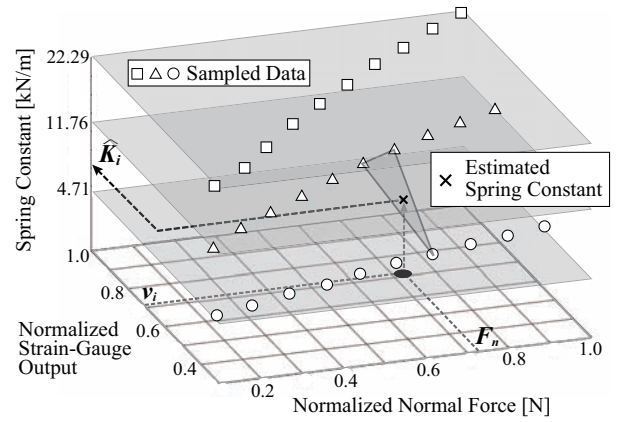 Spring Constant [kN/m]
22.29
11.76
4.71
□ △ ○ Sampled Data
K̂i
× Estimated
Spring Constant
1.0
0.8
0.6
0.4
vi
Fn
Normalized
Strain-Gauge
Output
0.2
0.4
0.6
0.8
1.0
Normalized Normal Force [N]